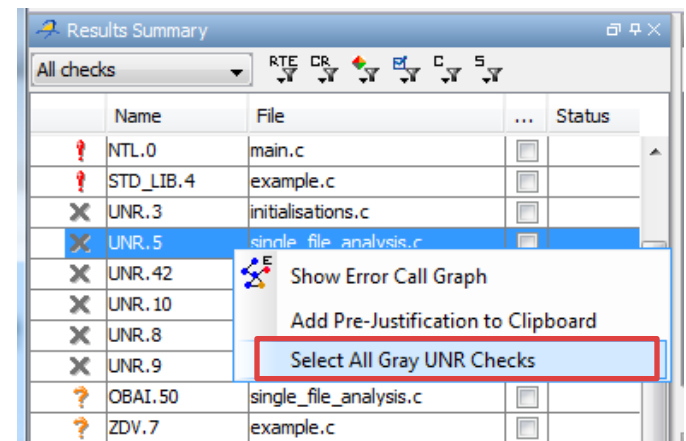 Results Summary
All checks RTE CR C S
Name File ... Status
NTL.0 main.c
STD_LIB.4 example.c
UNR.3 initialisations.c
UNR.5 single_file_analysis.c
UNR.42
E Show Error Call Graph
UNR.10
Add Pre-Justification to Clipboard
UNR.8
Select All Gray UNR Checks
UNR.9
OBAI.50 single_file_analysis.c
ZDV.7 example.c